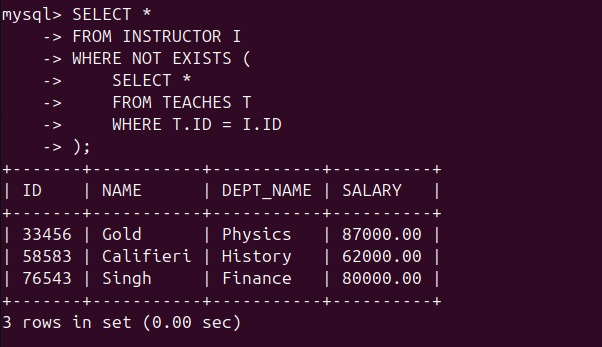 mysql> SELECT *
    -> FROM INSTRUCTOR I
    -> WHERE NOT EXISTS (
    ->     SELECT *
    ->     FROM TEACHES T
    ->     WHERE T.ID = I.ID
    -> );
+-------+-----------+-----------+----------+
| ID    | NAME      | DEPT_NAME | SALARY   |
+-------+-----------+-----------+----------+
| 33456 | Gold      | Physics   | 87000.00 |
| 58583 | Califieri | History   | 62000.00 |
| 76543 | Singh     | Finance   | 80000.00 |
+-------+-----------+-----------+----------+
3 rows in set (0.00 sec)